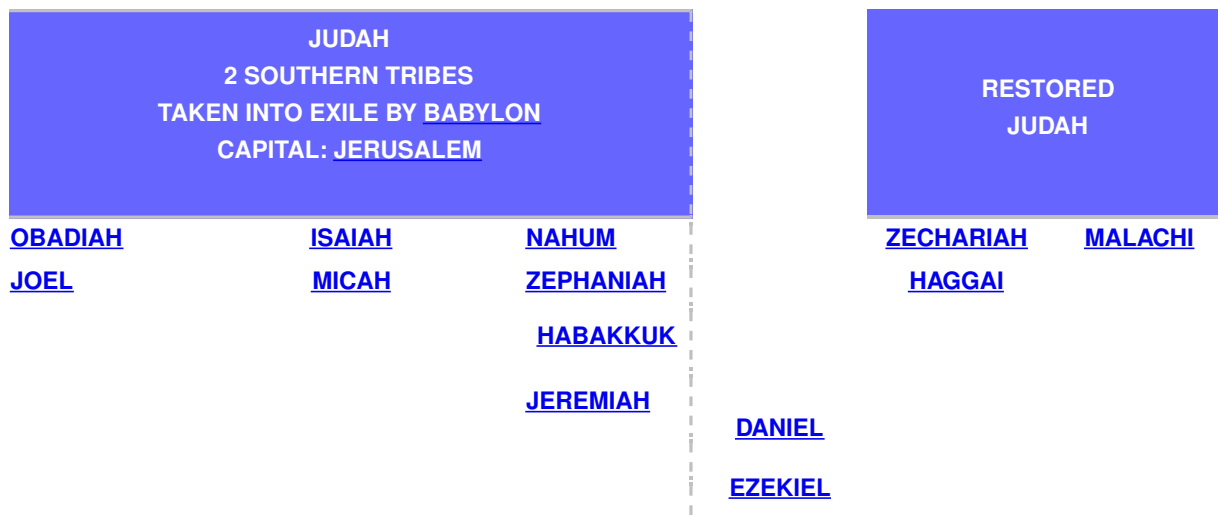 JUDAH
2 SOUTHERN TRIBES
TAKEN INTO EXILE BY BABYLON
CAPITAL: JERUSALEM
RESTORED
JUDAH
OBADIAH ISAIAH NAHUM ZECHARIAH MALACHI
JOEL MICAH ZEPHANIAH HAGGAI
HABAKKUK
JEREMIAH
DANIEL
EZEKIEL